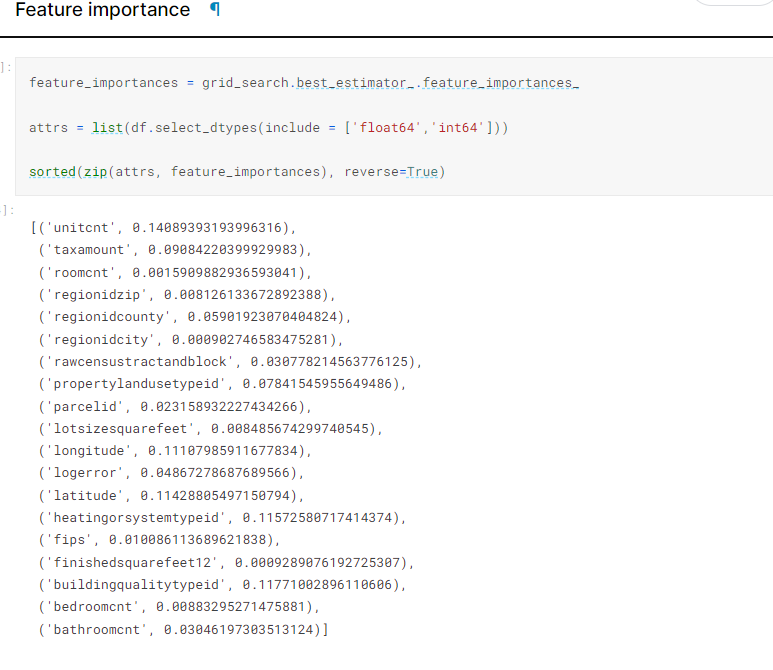 Feature importance ¶
]:
feature_importances = grid_search.best_estimator_.feature_importances_
attrs = list(df.select_dtypes(include = ['float64','int64']))
sorted(zip(attrs, feature_importances), reverse=True)
]:
[('unitcnt', 0.14089393193996316),
('taxamount', 0.09084220399929983),
('roomcnt', 0.0015909882936593041),
('regionidzip', 0.008126133672892388),
('regionidcounty', 0.05901923070404824),
('regionidcity', 0.000902746583475281),
('rawcensustractandblock', 0.030778214563776125),
('propertylandusetypeid', 0.07841545955649486),
('parcelid', 0.023158932227434266),
('lotsizesquarefeet', 0.008485674299740545),
('longitude', 0.11107985911677834),
('logerror', 0.04867278687689566),
('latitude', 0.11428805497150794),
('heatingorsystemtypeid', 0.11572580717414374),
('fips', 0.010086113689621838),
('finishedsquarefeet12', 0.0009289076192725307),
('buildingqualitytypeid', 0.11771002896110606),
('bedroomcnt', 0.00883295271475881),
('bathroomcnt', 0.03046197303513124)]